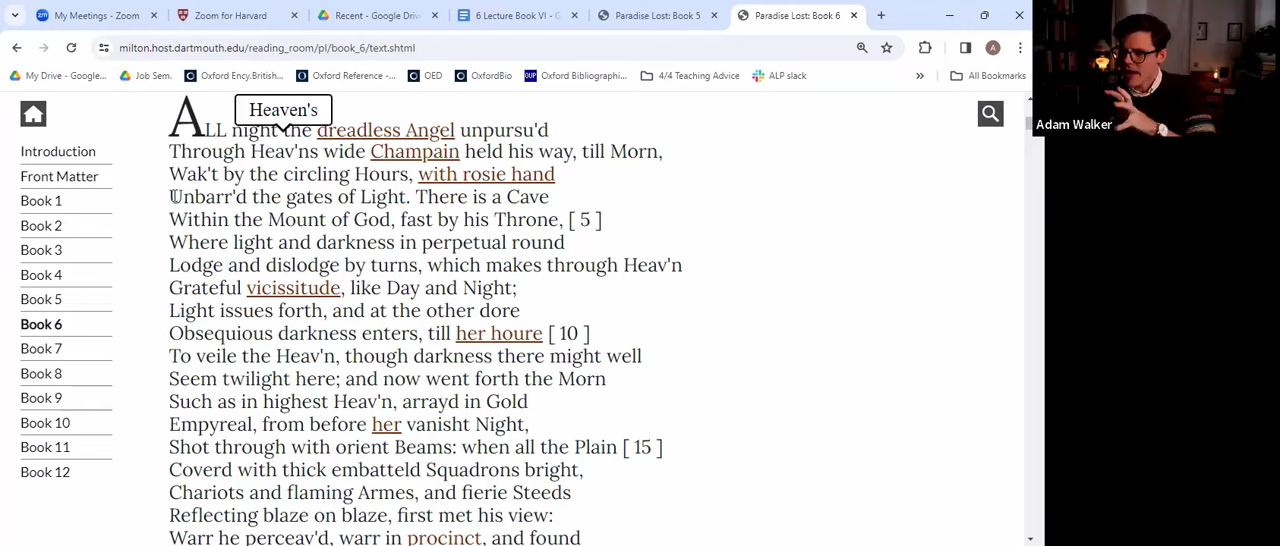 My Meetings - Zoom
Zoom for Harvard
Recent - Google Driv
6 Lecture Book VI - G
Paradise Lost: Book 5
Paradise Lost: Book 6
milton.host.dartmouth.edu/reading_room/pl/book_6/text.shtml
A
My Drive - Google...
Job Sem.
Oxford Ency.British...
Oxford Reference -...
OED
OxfordBio
OUP
Oxford Bibliographi...
4/4 Teaching Advice
ALP slack
»
All Bookmarks
Adam Walker
Introduction
Front Matter
Book 1
Book 2
Book 3
Book 4
Book 5
Book 6
Book 7
Book 8
Book 9
Book 10
Book 11
Book 12
Heaven's
ALL night the dreadless Angel unpursu'd
Through Heav'ns wide Champain held his way, till Morn,
Wak't by the circling Hours, with rosie hand
Unbarr'd the gates of Light. There is a Cave
Within the Mount of God, fast by his Throne, [ 5 ]
Where light and darkness in perpetual round
Lodge and dislodge by turns, which makes through Heav'n
Grateful vicissitude, like Day and Night;
Light issues forth, and at the other dore
Obsequious darkness enters, till her houre [ 10 ]
To veile the Heav'n, though darkness there might well
Seem twilight here; and now went forth the Morn
Such as in highest Heav'n, arrayd in Gold
Empyreal, from before her vanisht Night,
Shot through with orient Beams: when all the Plain [ 15 ]
Coverd with thick embatteld Squadrons bright,
Chariots and flaming Armes, and fierie Steeds
Reflecting blaze on blaze, first met his view:
Warr he perceav'd, warr in procinct, and found